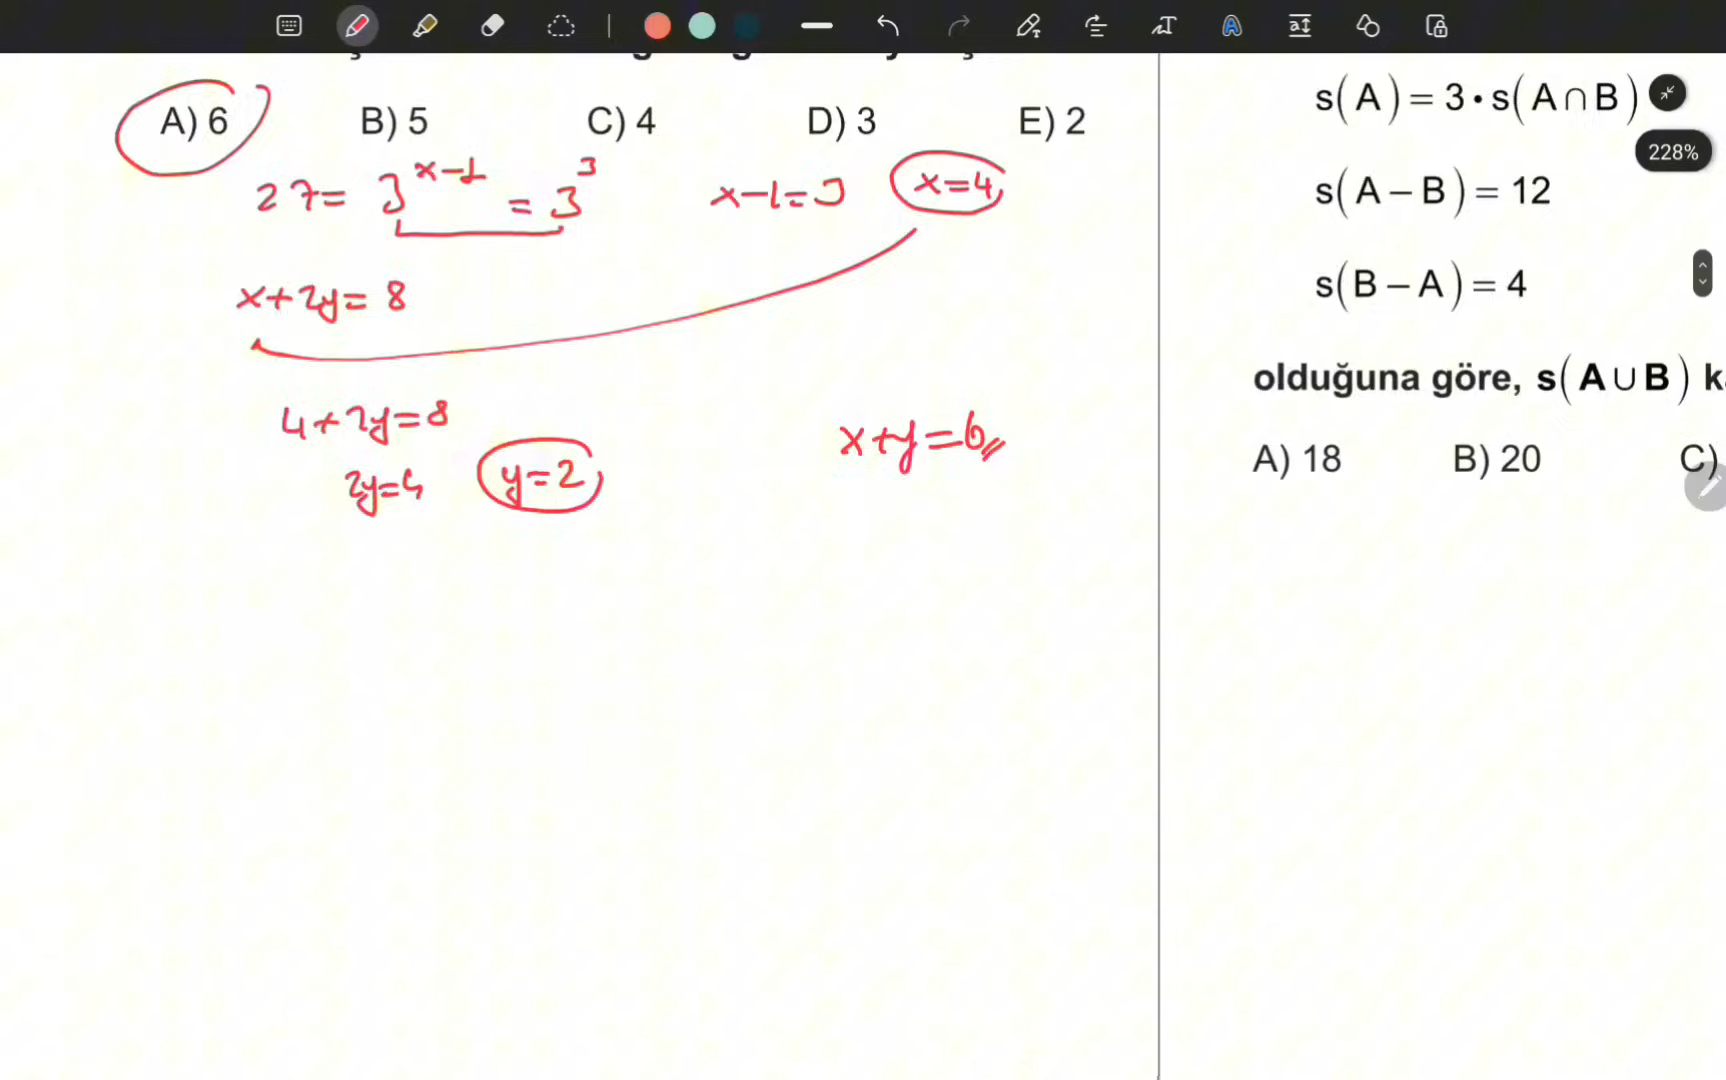 A) 6 B) 5 C) 4 D) 3 E) 2
27= 3^x-1 = 3^3 x-1=3 x=4
x+2y= 8
4+2y=8
2y=4 y=2
x+y=6
s(A) = 3 • s(A∩B)
228%
s(A – B) = 12
s(B – A) = 4
olduğuna göre, s(A∪B)
A) 18 B) 20 C)